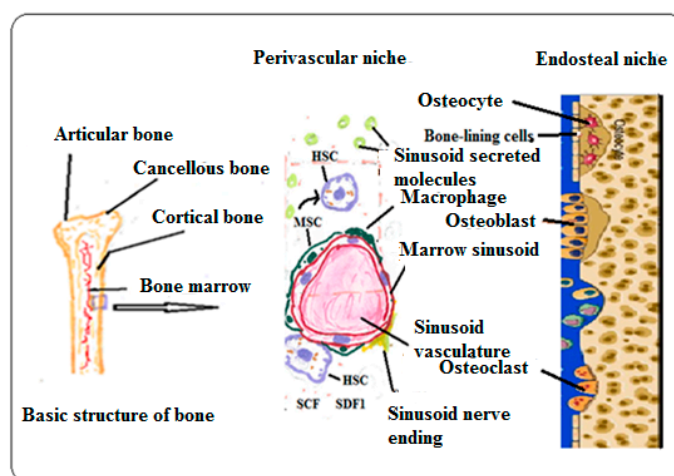 Perivascular niche
Endosteal niche
Articular bone
Cancellous bone
Cortical bone
Bone marrow
Basic structure of bone
HSC
MSC
HSC
SCF SDF1
Sinusoid secreted
molecules
Macrophage
Marrow sinusoid
Sinusoid
vasculature
Sinusoid nerve
ending
Osteocyte
Bone-lining cells
Osteocyte
Osteoblast
Osteoclast